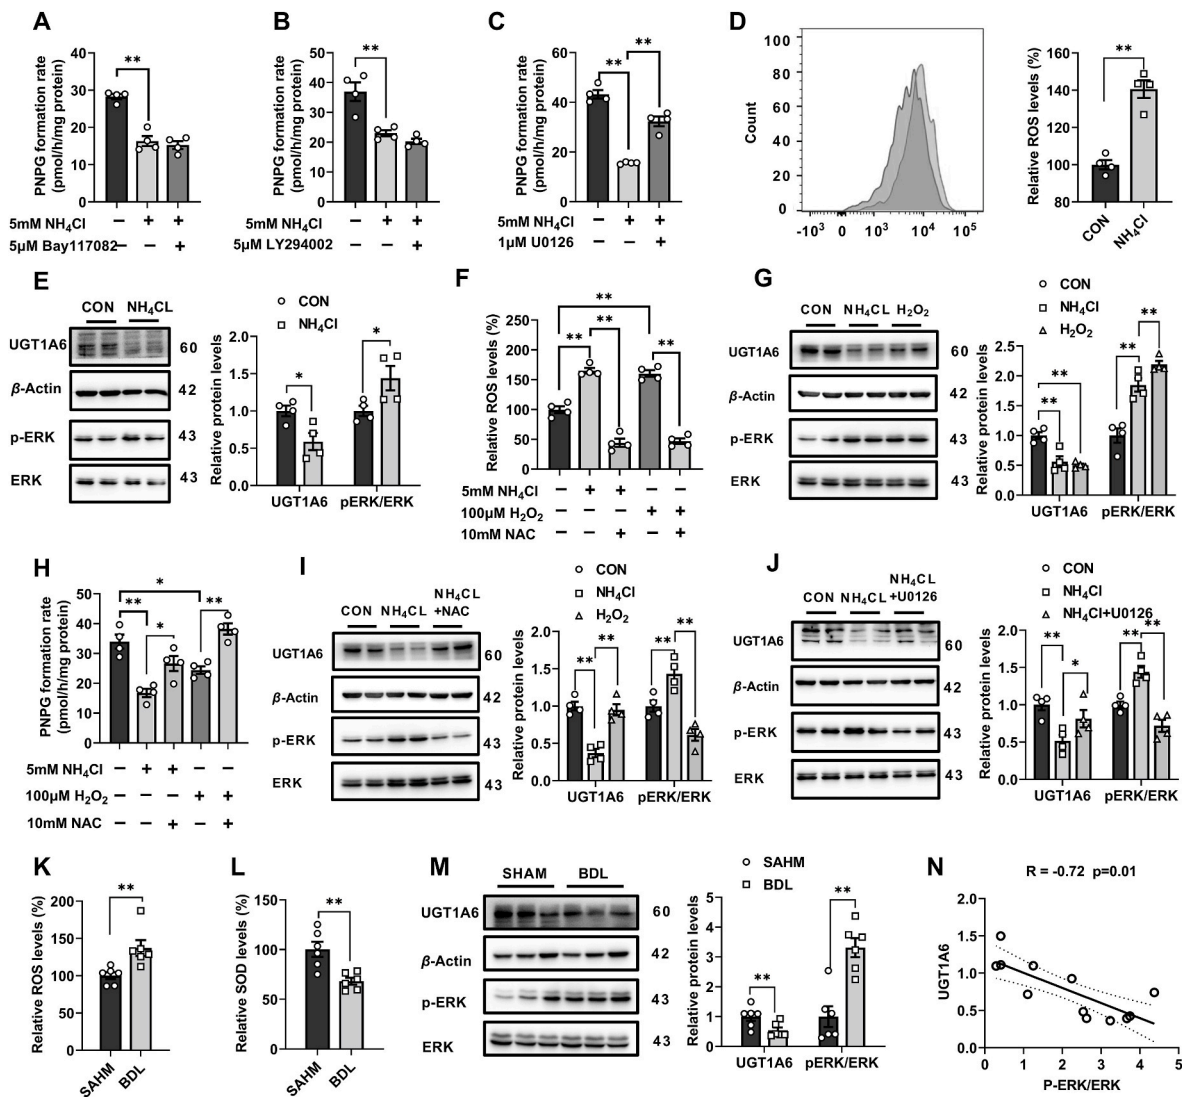 A
PNPG formation rate
(pmol/h/mg protein)
40
30
20
10
0
**
5mM NH₄Cl – + +
5μM Bay117082 – – +
B
PNPG formation rate
(pmol/h/mg protein)
50
40
30
20
10
0
**
5mM NH₄Cl – + +
5μM LY294002 – – +
C
PNPG formation rate
(pmol/h/mg protein)
60
40
20
0
** **
5mM NH₄Cl – + +
1μM U0126 – – +
D
Count
100
80
60
40
20
0
-10³ 0 10³ 10⁴ 10⁵
Relative ROS levels (%)
160
140
120
100
80
**
CON NH₄Cl
E
CON NH₄CL
UGT1A6 60
β-Actin 42
p-ERK 43
ERK 43
CON
NH₄Cl
Relative protein levels
2.0
1.5
1.0
0.5
0.0
* *
UGT1A6 pERK/ERK
F
Relative ROS levels (%)
250
200
150
100
50
0
**
** ** **
5mM NH₄Cl – + + – –
100μM H₂O₂ – – – + +
10mM NAC – – + – +
G
CON NH₄CL H₂O₂
UGT1A6 60
β-Actin 42
p-ERK 43
ERK 43
CON
NH₄Cl
H₂O₂
Relative protein levels
2.5
2.0
1.5
1.0
0.5
0.0
** ** ** **
UGT1A6 pERK/ERK
H
PNPG formation rate
(pmol/h/mg protein)
50
40
30
20
10
0
*
** * **
5mM NH₄Cl – + + – –
100μM H₂O₂ – – – + +
10mM NAC – – + – +
I
CON NH₄CL NH₄CL
+NAC
UGT1A6 60
β-Actin 42
p-ERK 43
ERK 43
CON
NH₄Cl
H₂O₂
Relative protein levels
2.0
1.5
1.0
0.5
0.0
** ** ** **
UGT1A6 pERK/ERK
J
CON NH₄CL NH₄CL
+U0126
UGT1A6 60
β-Actin 42
p-ERK 43
ERK 43
CON
NH₄Cl
NH₄Cl+U0126
Relative protein levels
2.0
1.5
1.0
0.5
0.0
** * ** **
UGT1A6 pERK/ERK
K
Relative ROS levels (%)
200
150
100
50
0
**
SAHM BDL
L
Relative SOD levels (%)
150
100
50
0
**
SAHM BDL
M
SHAM BDL
UGT1A6 60
β-Actin 42
p-ERK 43
ERK 43
SAHM
BDL
Relative protein levels
5
4
3
2
1
0
** **
UGT1A6 pERK/ERK
N
R = -0.72 p=0.01
UGT1A6
2.0
1.5
1.0
0.5
0.0
0 1 2 3 4 5
P-ERK/ERK